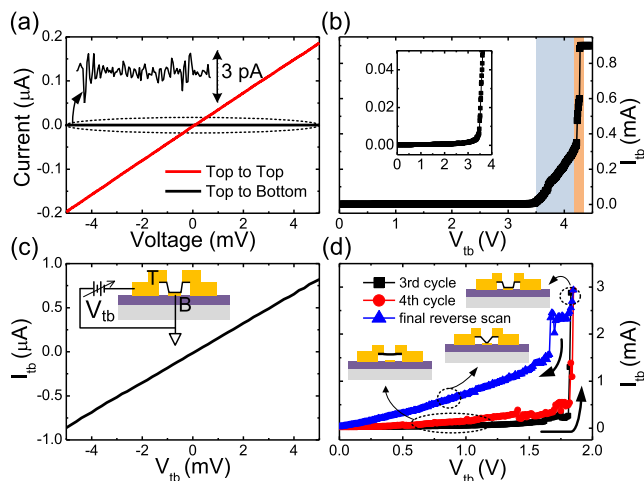 (a)
0.2
0.1
0.0
-0.1
-0.2
Current (μA)
3 pA
Top to Top
Top to Bottom
-4 -2 0 2 4
Voltage (mV)
(b)
0.04
0.02
0.00
0 1 2 3 4
0.8
0.6
0.4
0.2
0.0
I_tb (mA)
0 1 2 3 4
V_tb (V)
(c)
1.0
0.5
0.0
-0.5
-1.0
I_tb (μA)
T
B
V_tb
-4 -2 0 2 4
V_tb (mV)
(d)
3rd cycle
4th cycle
final reverse scan
3
2
1
0
I_tb (mA)
0.0 0.5 1.0 1.5 2.0
V_tb (V)